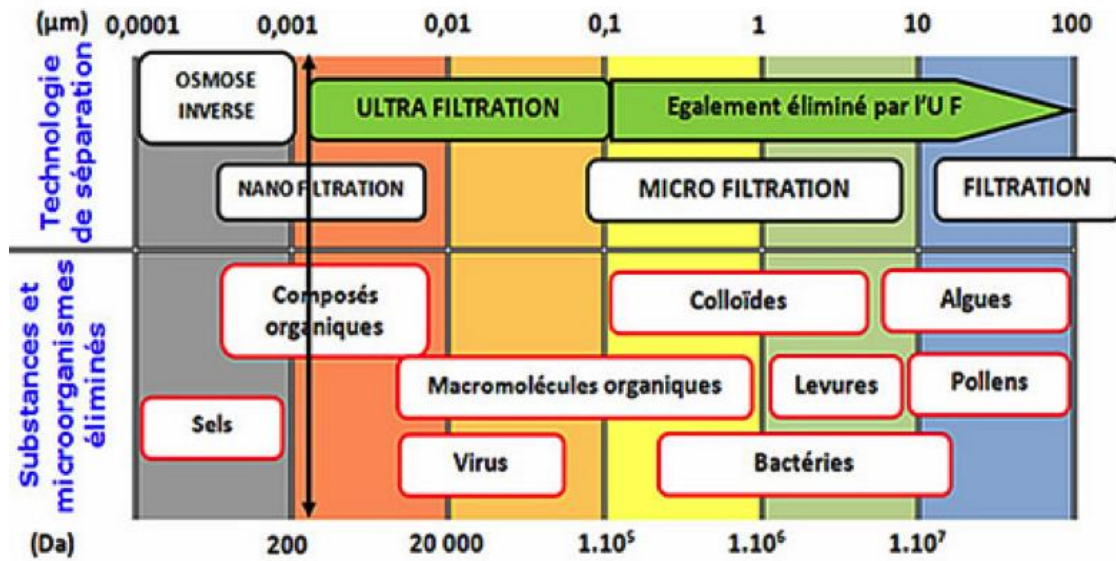 (µm) 0,0001 0,001 0,01 0,1 1 10 100
Technologie
de séparation
OSMOSE
INVERSE
ULTRA FILTRATION
Egalement éliminé par l'U F
NANO FILTRATION
MICRO FILTRATION
FILTRATION
Substances et
microorganismes
éliminés
Composés
organiques
Colloïdes
Algues
Macromolécules organiques
Levures
Pollens
Sels
Virus
Bactéries
(Da) 200 20 000 1.10⁵ 1.10⁶ 1.10⁷